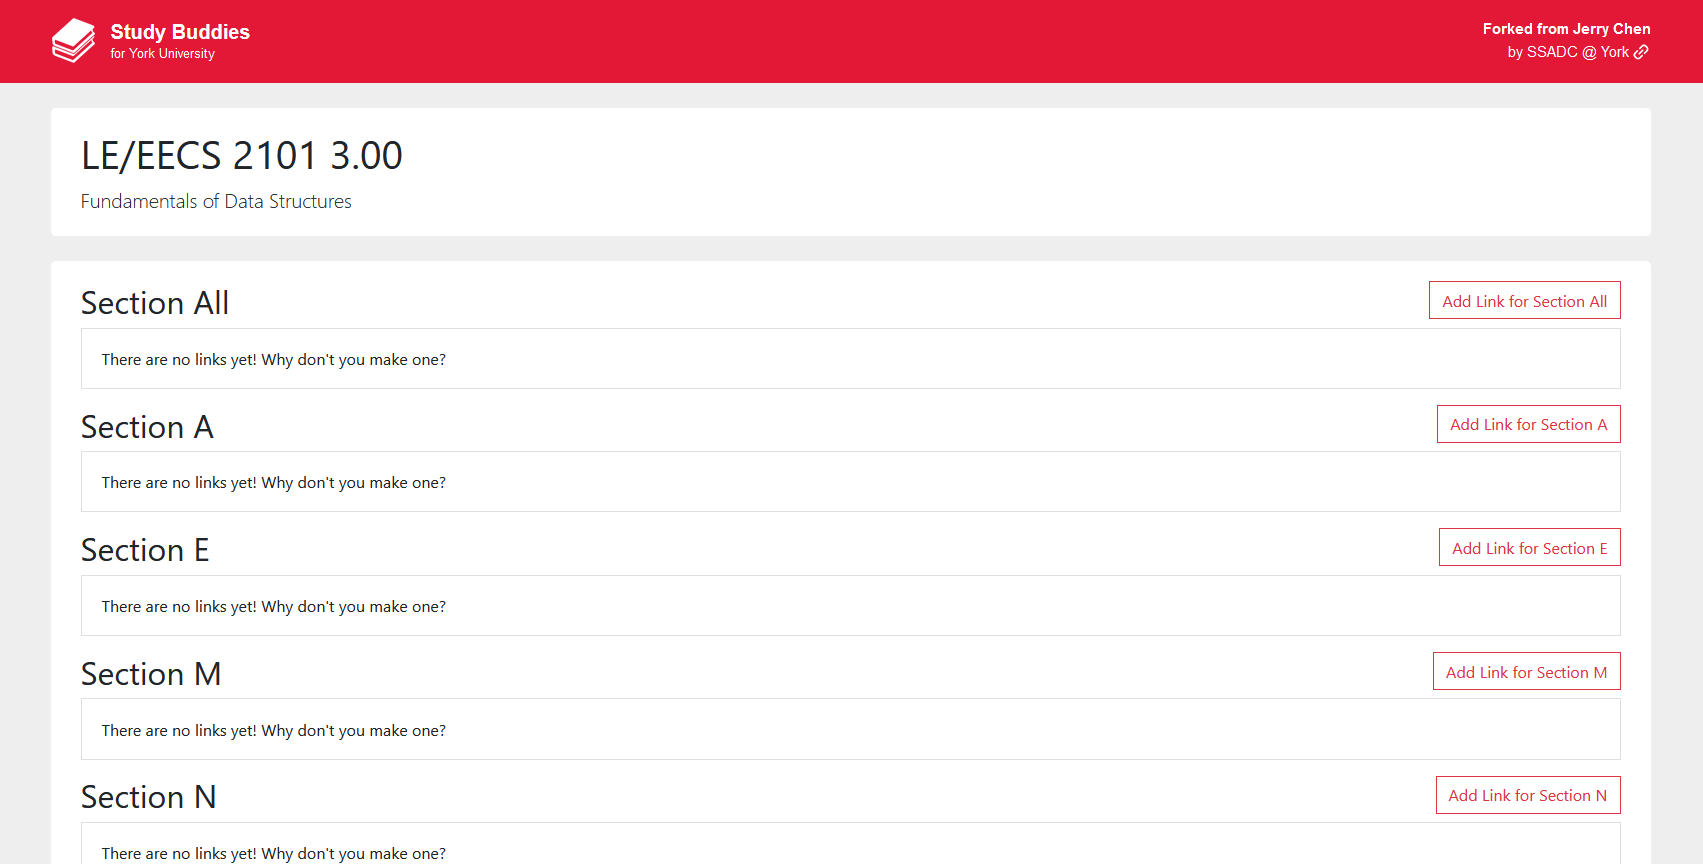 Study Buddies
for York University
Forked from Jerry Chen
by SSADC @ York
LE/EECS 2101 3.00
Fundamentals of Data Structures
Section All
Add Link for Section All
There are no links yet! Why don't you make one?
Section A
Add Link for Section A
There are no links yet! Why don't you make one?
Section E
Add Link for Section E
There are no links yet! Why don't you make one?
Section M
Add Link for Section M
There are no links yet! Why don't you make one?
Section N
Add Link for Section N
There are no links yet! Why don't you make one?